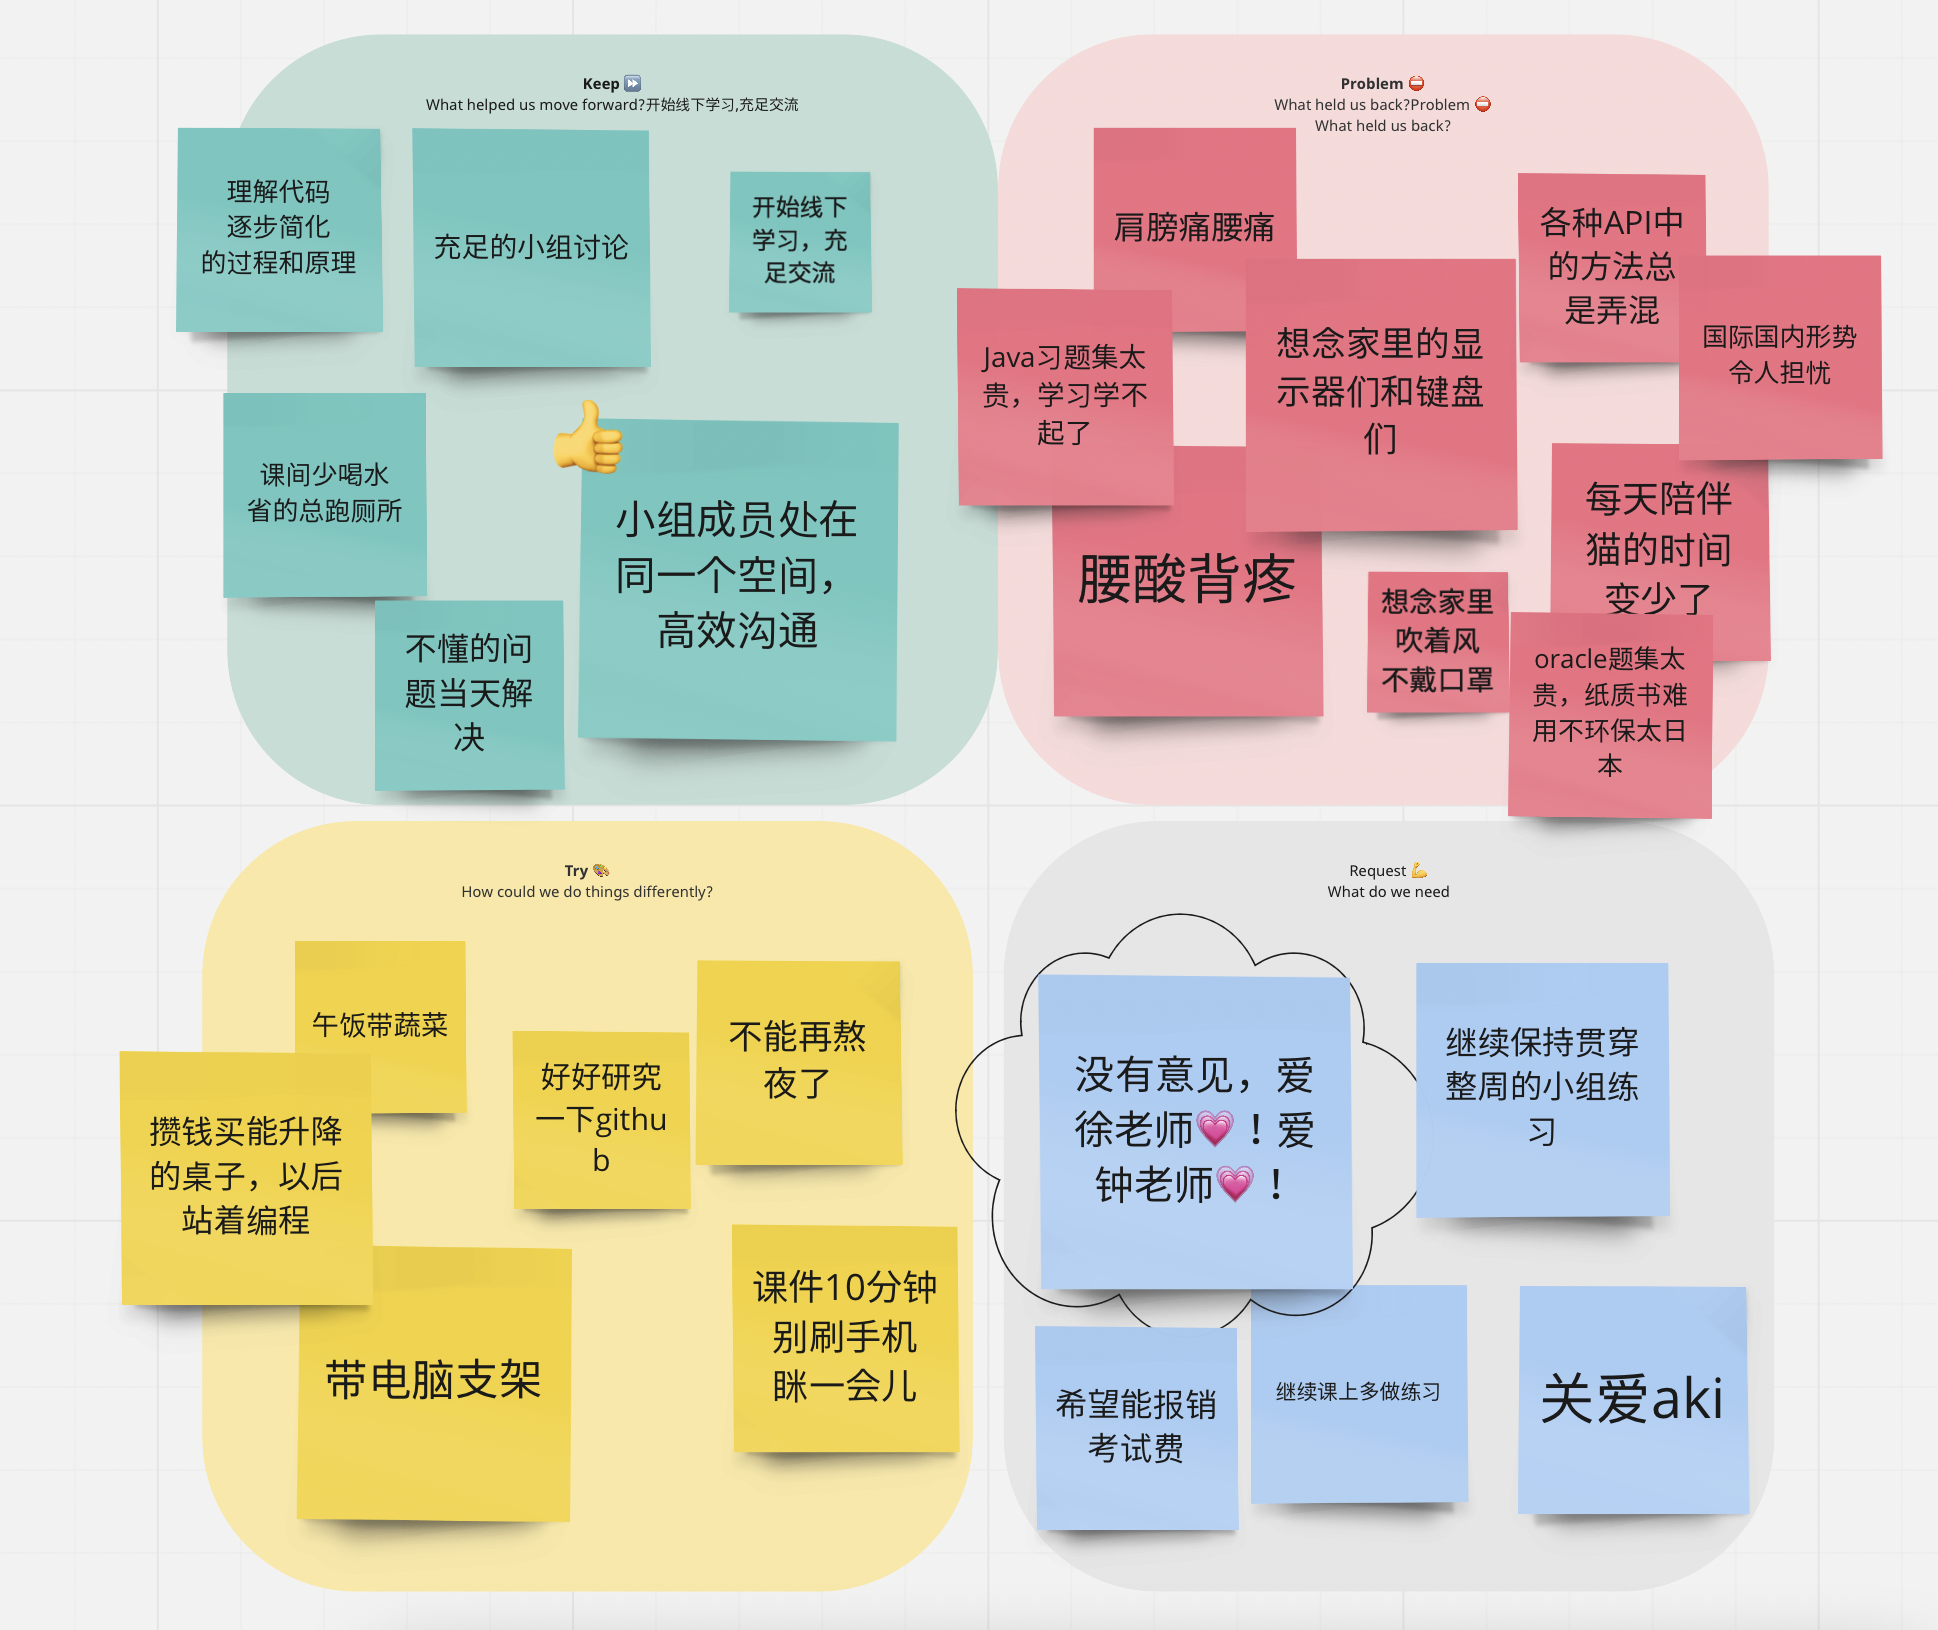 Keep ⏩
What helped us move forward?开始线下学习,充足交流
理解代码
逐步简化
的过程和原理
充足的小组讨论
开始线下
学习，充
足交流
课间少喝水
省的总跑厕所
小组成员处在
同一个空间，
高效沟通
不懂的问
题当天解
决
Problem ⛔
What held us back?Problem ⛔
What held us back?
肩膀痛腰痛
各种API中
的方法总
是弄混
国际国内形势
令人担忧
Java习题集太
贵，学习学不
起了
想念家里的显
示器们和键盘
们
腰酸背疼
每天陪伴
猫的时间
变少了
想念家里
吹着风
不戴口罩
oracle题集太
贵，纸质书难
用不环保太日
本
Try 🎨
How could we do things differently?
午饭带蔬菜
不能再熬
夜了
好好研究
一下githu
b
攒钱买能升降
的桌子，以后
站着编程
课件10分钟
别刷手机
眯一会儿
带电脑支架
Request 💪
What do we need
没有意见，爱
徐老师💗！爱
钟老师💗！
继续保持贯穿
整周的小组练
习
希望能报销
考试费
继续课上多做练习
关爱aki